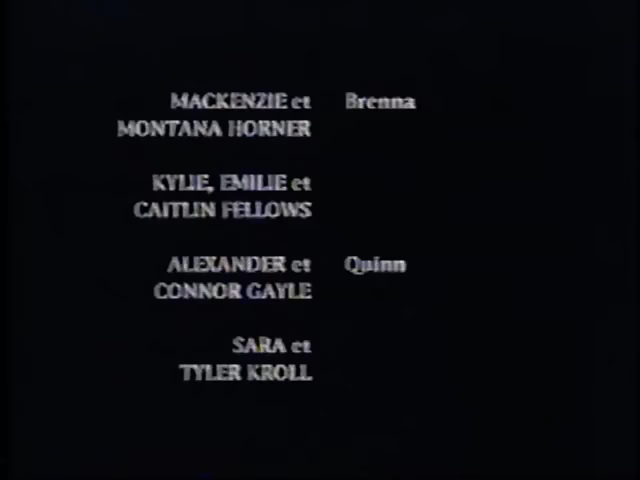 MACKENZIE et Brenna
MONTANA HORNER
KYLIE, EMILIE et
CAITLIN FELLOWS
ALEXANDER et Quinn
CONNOR GAYLE
SARA et
TYLER KROLL